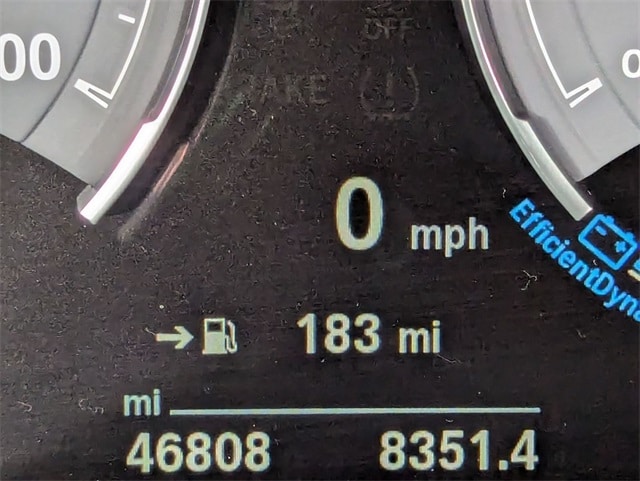 00
OFF
0 mph
EfficientDyna
183 mi
mi
46808 8351.4